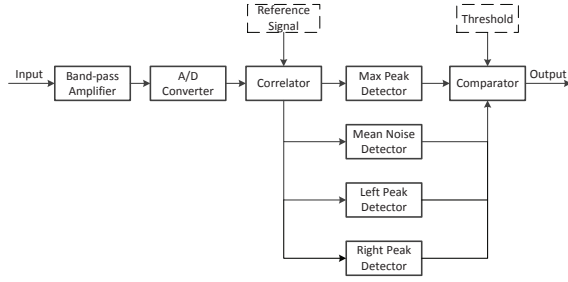 Reference
Signal
Threshold
Input
Band-pass
Amplifier
A/D
Converter
Correlator
Max Peak
Detector
Comparator
Output
Mean Noise
Detector
Left Peak
Detector
Right Peak
Detector